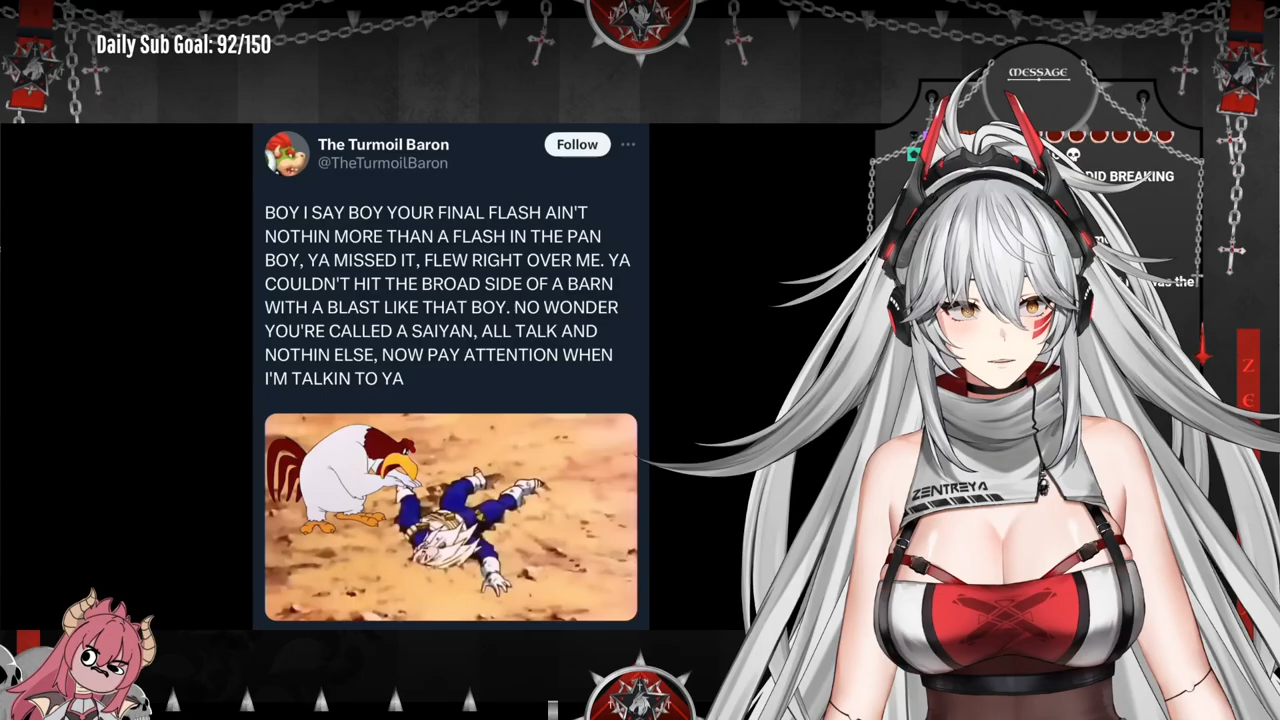 Daily Sub Goal: 92/150
MESSAGE
The Turmoil Baron
@TheTurmoilBaron
Follow
DID BREAKING
was the
BOY I SAY BOY YOUR FINAL FLASH AIN'T
NOTHIN MORE THAN A FLASH IN THE PAN
BOY, YA MISSED IT, FLEW RIGHT OVER ME. YA
COULDN'T HIT THE BROAD SIDE OF A BARN
WITH A BLAST LIKE THAT BOY. NO WONDER
YOU'RE CALLED A SAIYAN, ALL TALK AND
NOTHIN ELSE, NOW PAY ATTENTION WHEN
I'M TALKIN TO YA
ZENTREYA
Z
E